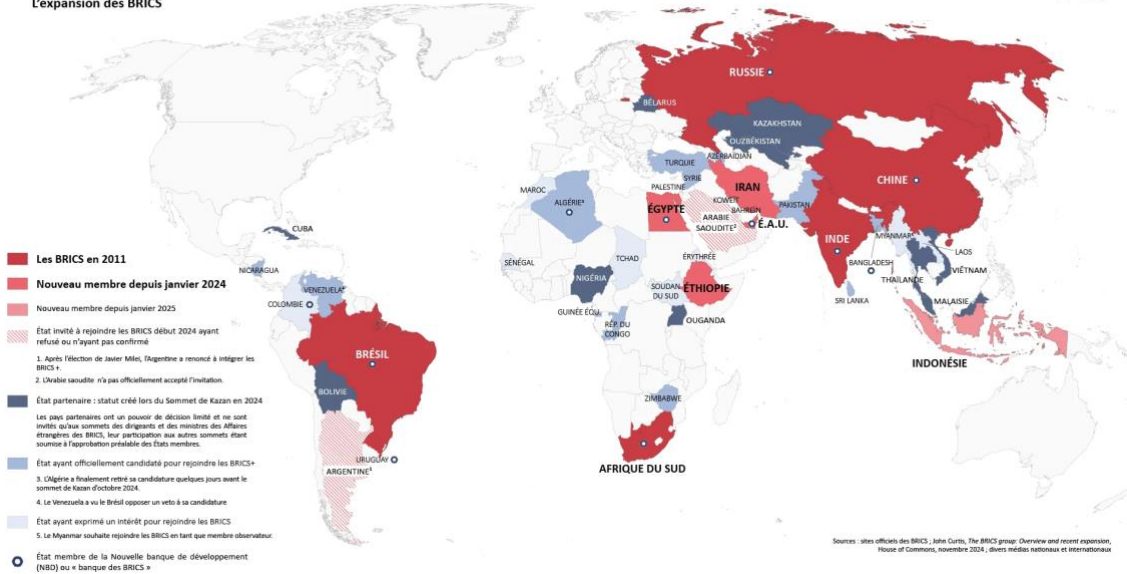 L'expansion des BRICS
RUSSIE
BÉLARUS
KAZAKHSTAN
OUZBÉKISTAN
AZERBAÏDJAN
TURQUIE
SYRIE
PALESTINE
IRAN
CHINE
MAROC
ALGÉRIE³
KOWEÏT
BAHREÏN
PAKISTAN
ÉGYPTE
ARABIE
SAOUDITE²
É.A.U.
INDE
MYANMAR⁵
CUBA
LAOS
BANGLADESH
VIÊTNAM
THAÏLANDE
NICARAGUA
SÉNÉGAL
TCHAD
ÉRYTHRÉE
VENEZUELA⁴
COLOMBIE
NIGÉRIA
SOUDAN
DU SUD
ÉTHIOPIE
SRI LANKA
MALAISIE
GUINÉE ÉQU.
RÉP. DU
CONGO
OUGANDA
INDONÉSIE
BRÉSIL
BOLIVIE
ZIMBABWE
URUGUAY
ARGENTINE¹
AFRIQUE DU SUD
Les BRICS en 2011
Nouveau membre depuis janvier 2024
Nouveau membre depuis janvier 2025
État invité à rejoindre les BRICS début 2024 ayant
refusé ou n'ayant pas confirmé
1. Après l'élection de Javier Milei, l'Argentine a renoncé à intégrer les
BRICS +.
2. L'Arabie saoudite n'a pas officiellement accepté l'invitation.
État partenaire : statut créé lors du Sommet de Kazan en 2024
Les pays partenaires ont un pouvoir de décision limité et ne sont
invités qu'aux sommets des dirigeants et des ministres des Affaires
étrangères des BRICS, leur participation aux autres sommets étant
soumise à l'approbation préalable des États membres.
État ayant officiellement candidaté pour rejoindre les BRICS+
3. L'Algérie a finalement retiré sa candidature quelques jours avant le
sommet de Kazan d'octobre 2024.
4. Le Venezuela a vu le Brésil opposer un veto à sa candidature
État ayant exprimé un intérêt pour rejoindre les BRICS
5. Le Myanmar souhaite rejoindre les BRICS en tant que membre observateur.
État membre de la Nouvelle banque de développement
(NBD) ou « banque des BRICS »
Sources : sites officiels des BRICS ; John Curtis, The BRICS group: Overview and recent expansion,
House of Commons, novembre 2024 ; divers médias nationaux et internationaux